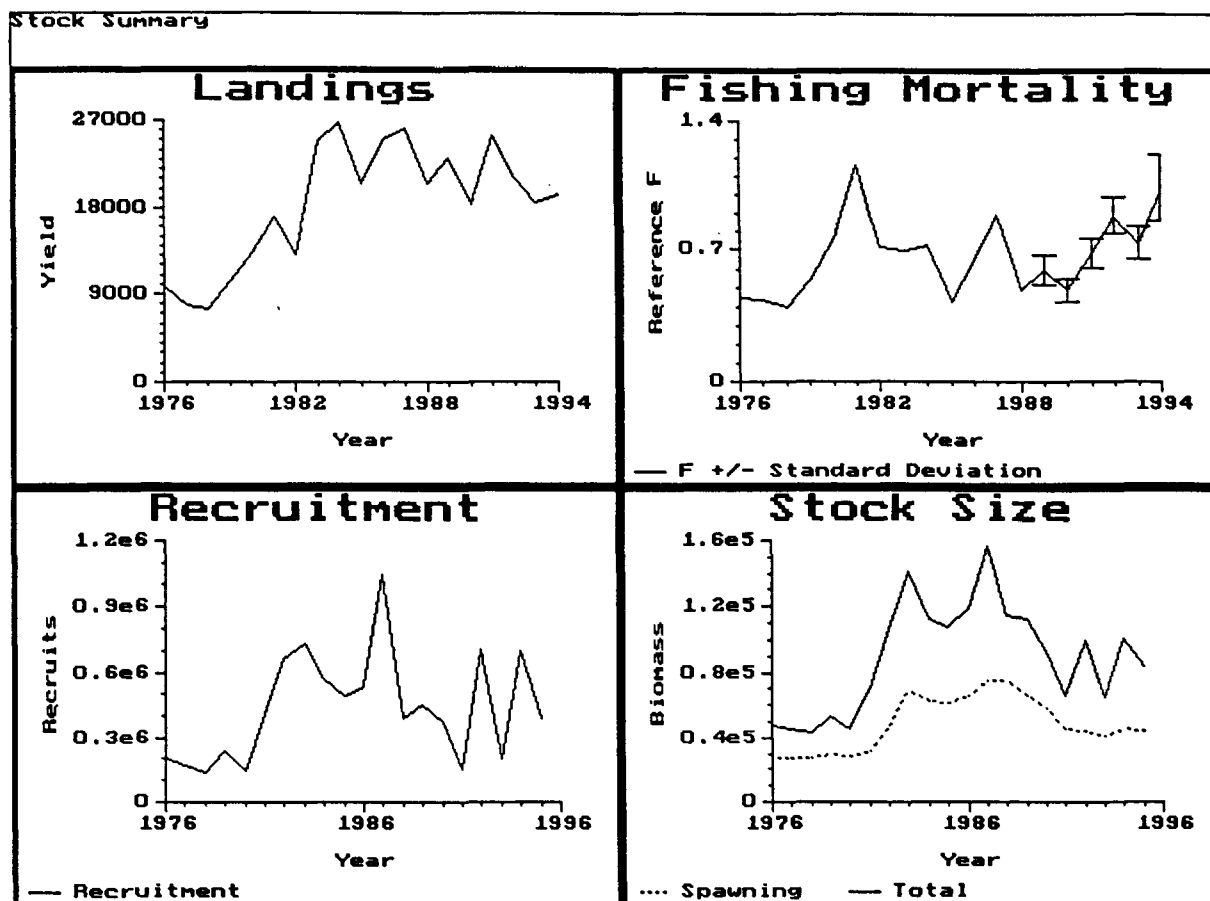 Stock Summary
Landings
27000
18000
9000
0
Yield
1976 1982 1988 1994
Year
Fishing Mortality
1.4
0.7
0
Reference F
1976 1982 1988 1994
Year
F +/- Standard Deviation
Recruitment
1.2e6
0.9e6
0.6e6
0.3e6
0
Recruits
1976 1986 1996
Year
Recruitment
Stock Size
1.6e5
1.2e5
0.8e5
0.4e5
0
Biomass
1976 1986 1996
Year
Spawning Total